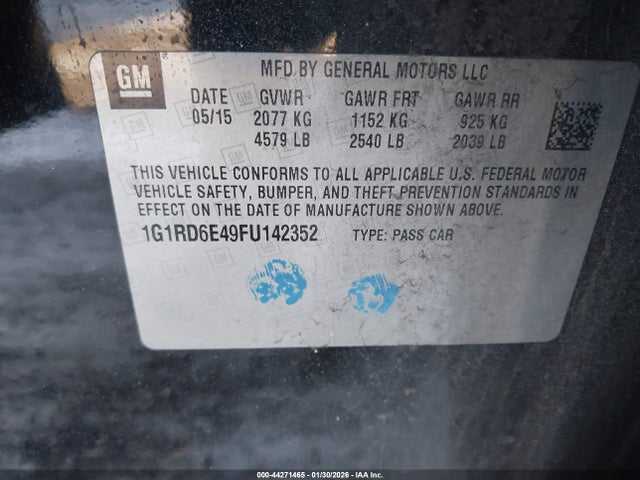 GM
MFD BY GENERAL MOTORS LLC
DATE GVWR GAWR FRT GAWR RR
05/15 2077 KG 1152 KG 925 KG
4579 LB 2540 LB 2039 LB
THIS VEHICLE CONFORMS TO ALL APPLICABLE U.S. FEDERAL MOTOR
VEHICLE SAFETY, BUMPER, AND THEFT PREVENTION STANDARDS IN
EFFECT ON THE DATE OF MANUFACTURE SHOWN ABOVE.
1G1RD6E49FU142352 TYPE: PASS CAR
000-44271465 - 01/30/2026 - IAA Inc.